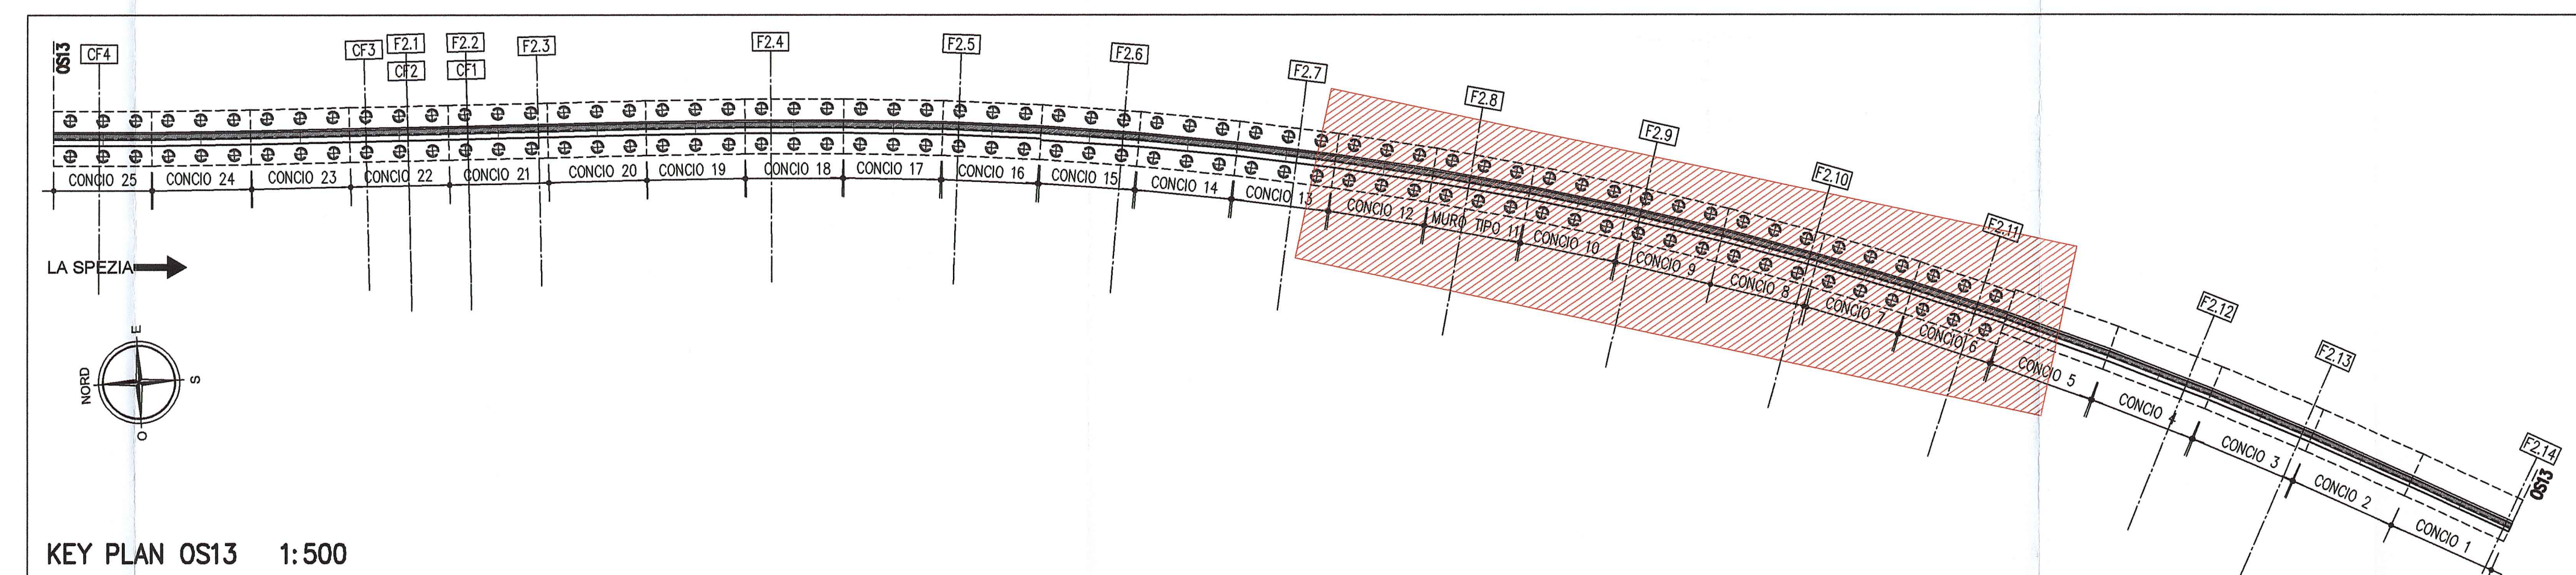 OS13
CF4
CF3
F2.1
CF2
F2.2
CF1
F2.3
F2.4
F2.5
F2.6
F2.7
F2.8
F2.9
F2.10
F2.11
F2.12
F2.13
F2.14
OS13
CONCIO 25
CONCIO 24
CONCIO 23
CONCIO 22
CONCIO 21
CONCIO 20
CONCIO 19
CONCIO 18
CONCIO 17
CONCIO 16
CONCIO 15
CONCIO 14
CONCIO 13
CONCIO 12
MURO TIPO 11
CONCIO 10
CONCIO 9
CONCIO 8
CONCIO 7
CONCIO 6
CONCIO 5
CONCIO 4
CONCIO 3
CONCIO 2
CONCIO 1
LA SPEZIA
E
NORD
S
O
KEY PLAN OS13 1:500